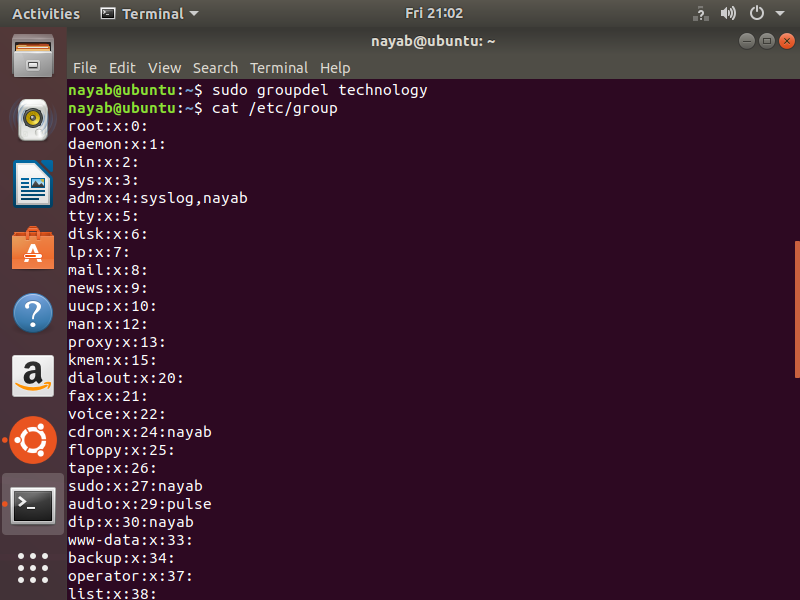 Activities Terminal Fri 21:02
nayab@ubuntu: ~
File Edit View Search Terminal Help
nayab@ubuntu:~$ sudo groupdel technology
nayab@ubuntu:~$ cat /etc/group
root:x:0:
daemon:x:1:
bin:x:2:
sys:x:3:
adm:x:4:syslog,nayab
tty:x:5:
disk:x:6:
lp:x:7:
mail:x:8:
news:x:9:
uucp:x:10:
man:x:12:
proxy:x:13:
kmem:x:15:
dialout:x:20:
fax:x:21:
voice:x:22:
cdrom:x:24:nayab
floppy:x:25:
tape:x:26:
sudo:x:27:nayab
audio:x:29:pulse
dip:x:30:nayab
www-data:x:33:
backup:x:34:
operator:x:37:
list:x:38: